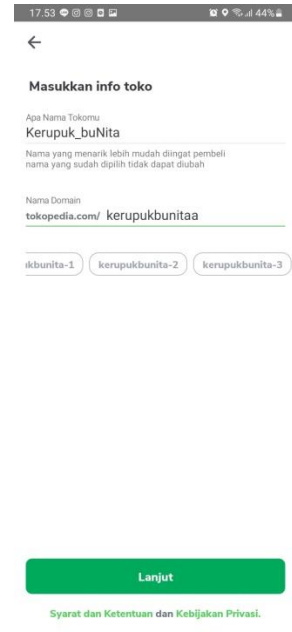 17.53
44%
Masukkan info toko
Apa Nama Tokomu
Kerupuk_buNita
Nama yang menarik lebih mudah diingat pembeli
nama yang sudah dipilih tidak dapat diubah
Nama Domain
tokopedia.com/ kerupukbunitaa
ikbunita-1 kerupukbunita-2 kerupukbunita-3
Lanjut
Syarat dan Ketentuan dan Kebijakan Privasi.